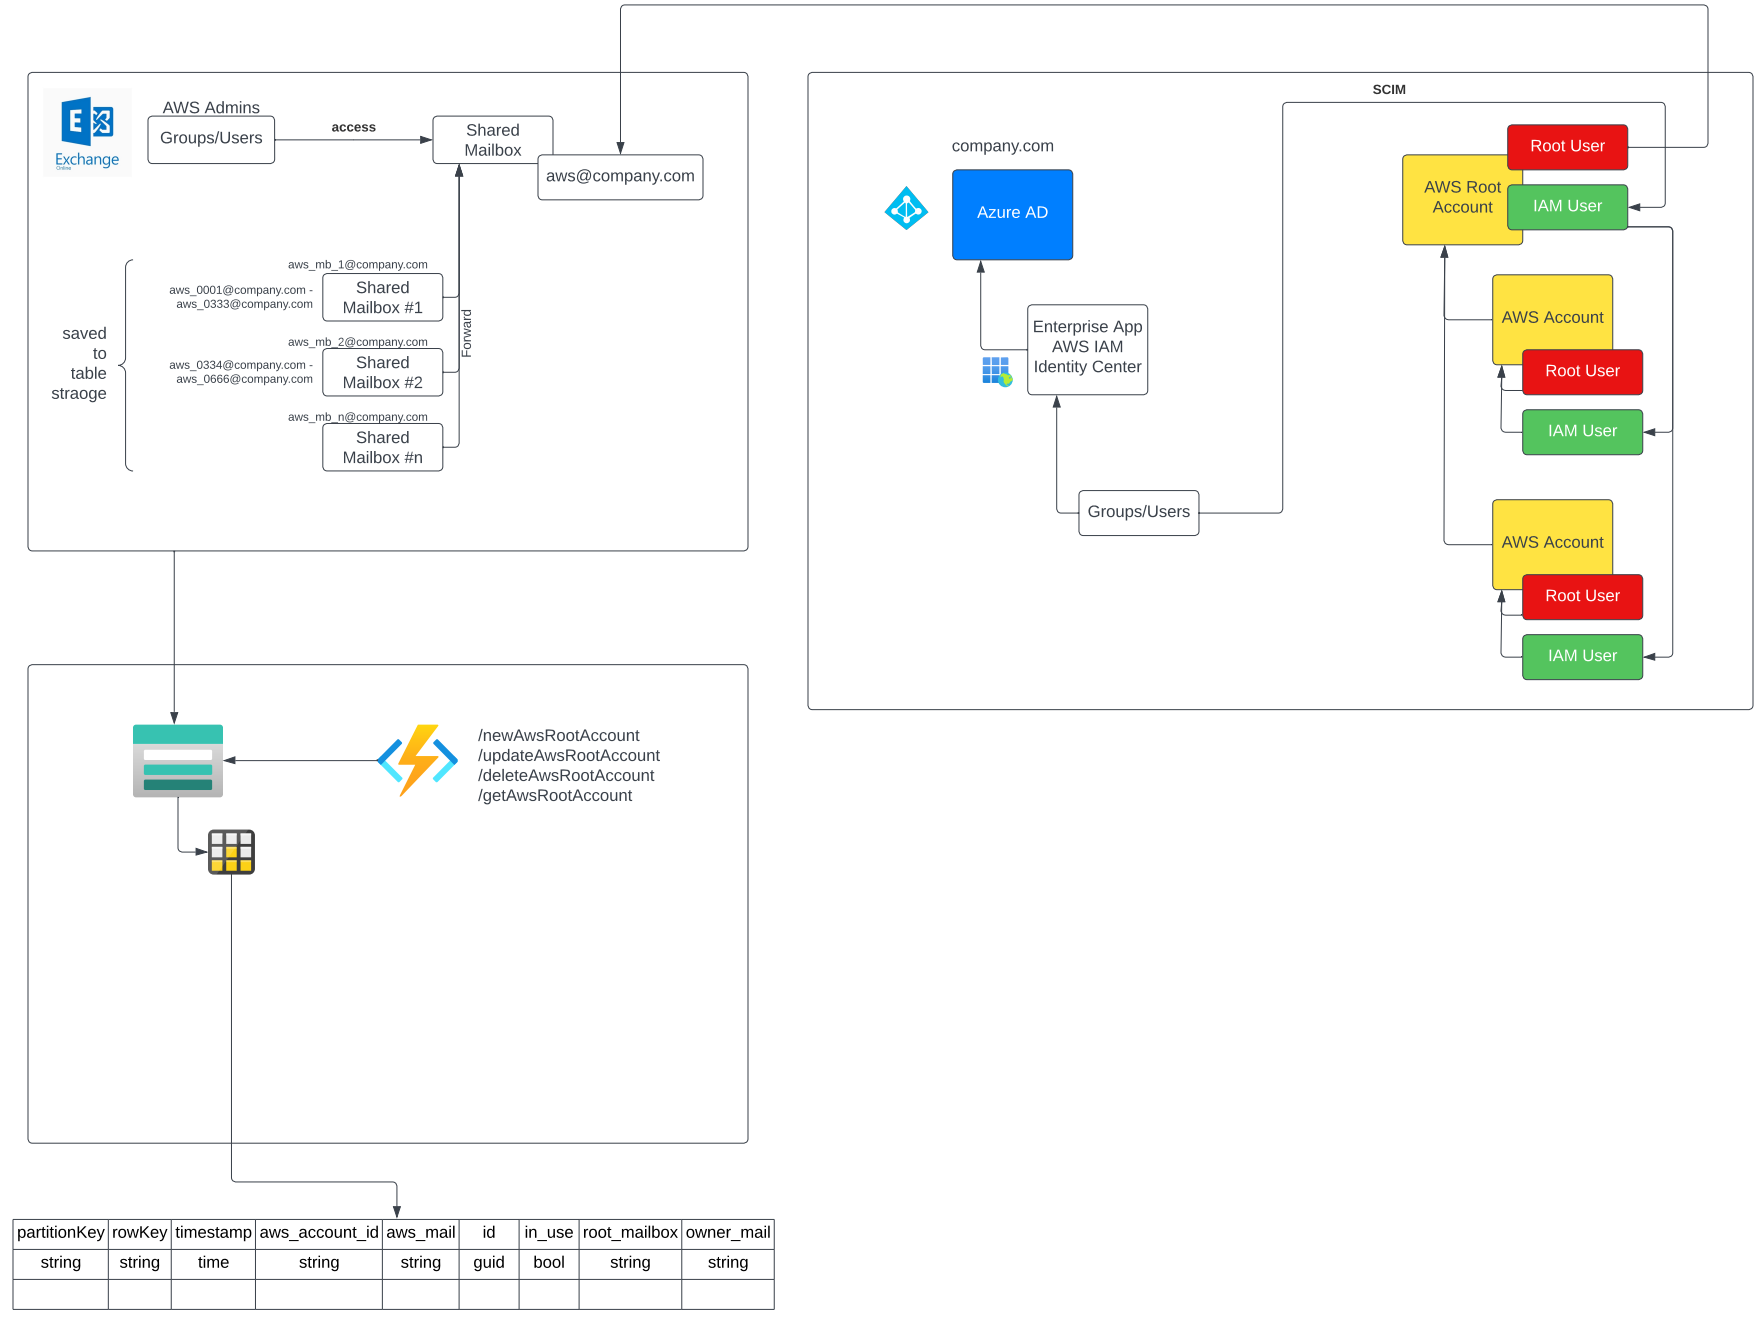 SCIM
Exchange
Online
AWS Admins
Groups/Users
access
Shared
Mailbox
aws@company.com
aws_mb_1@company.com
aws_0001@company.com -
aws_0333@company.com
Shared
Mailbox #1
Forward
aws_mb_2@company.com
aws_0334@company.com -
aws_0666@company.com
Shared
Mailbox #2
saved
to
table
straoge
aws_mb_n@company.com
Shared
Mailbox #n
company.com
Azure AD
Enterprise App
AWS IAM
Identity Center
Groups/Users
Root User
AWS Root
Account
IAM User
AWS Account
Root User
IAM User
AWS Account
Root User
IAM User
/newAwsRootAccount
/updateAwsRootAccount
/deleteAwsRootAccount
/getAwsRootAccount
partitionKey rowKey timestamp aws_account_id aws_mail id in_use root_mailbox owner_mail
string string time string string guid bool string string